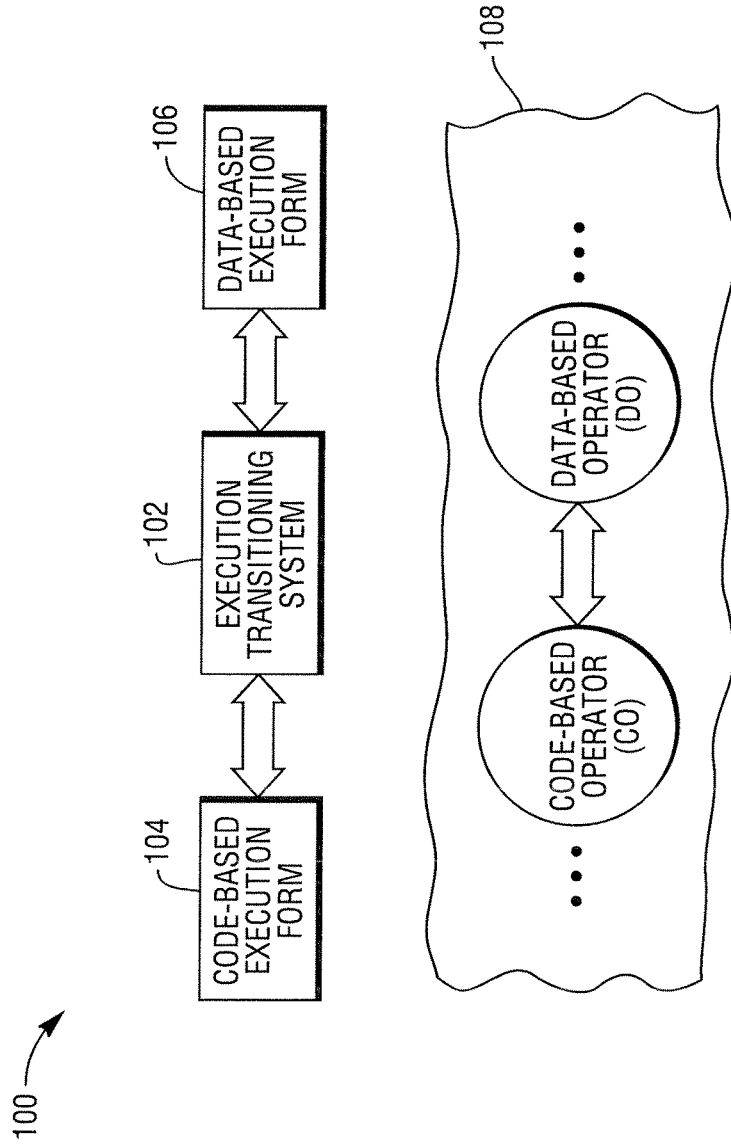 100
104
CODE-BASED
EXECUTION
FORM
102
EXECUTION
TRANSITIONING
SYSTEM
106
DATA-BASED
EXECUTION
FORM
108
CODE-BASED
OPERATOR
(CO)
DATA-BASED
OPERATOR
(DO)